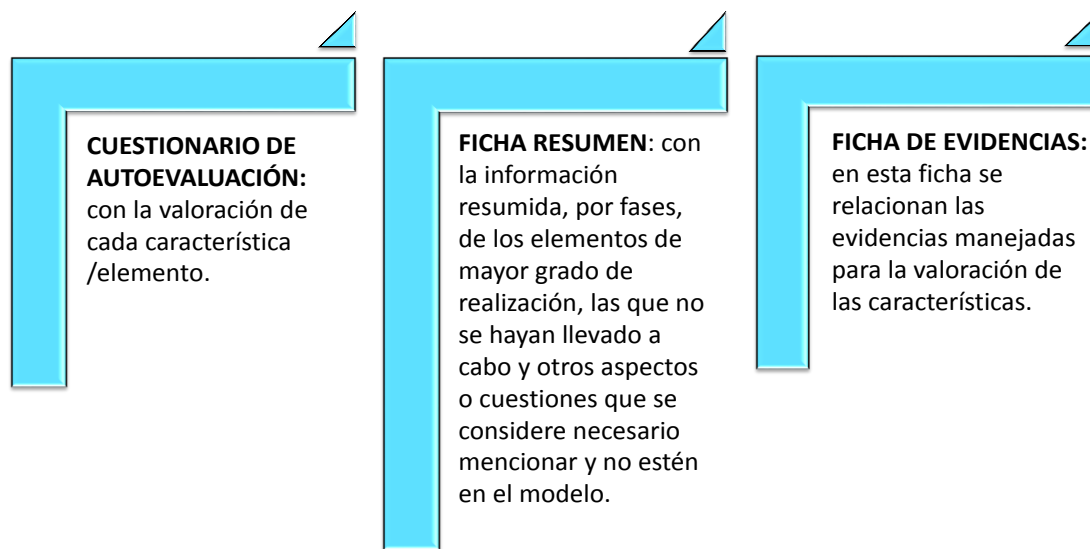 CUESTIONARIO DE
AUTOEVALUACIÓN:
con la valoración de
cada característica
/elemento.
FICHA RESUMEN: con
la información
resumida, por fases,
de los elementos de
mayor grado de
realización, las que no
se hayan llevado a
cabo y otros aspectos
o cuestiones que se
considere necesario
mencionar y no estén
en el modelo.
FICHA DE EVIDENCIAS:
en esta ficha se
relacionan las
evidencias manejadas
para la valoración de
las características.